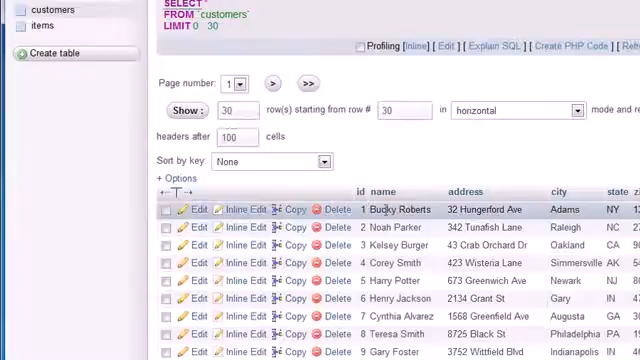 customers
items
Create table
SELECT *
FROM `customers`
LIMIT 0 30
Profiling [Inline] [ Edit ] [ Explain SQL ] [ Create PHP Code ] [
Page number: 1 > >>
Show : 30 row(s) starting from row # 30 in horizontal mode and
headers after 100 cells
Sort by key: None
+ Options
←T→ id name address city state
Edit Inline Edit Copy Delete 1 Bucky Roberts 32 Hungerford Ave Adams NY
Edit Inline Edit Copy Delete 2 Noah Parker 342 Tunafish Lane Raleigh NC
Edit Inline Edit Copy Delete 3 Kelsey Burger 43 Crab Orchard Dr Oakland CA
Edit Inline Edit Copy Delete 4 Corey Smith 423 Wisteria Lane Simmersville AK
Edit Inline Edit Copy Delete 5 Harry Potter 673 Greenwich Ave Newark NJ
Edit Inline Edit Copy Delete 6 Henry Jackson 2134 Grant St Gary IN
Edit Inline Edit Copy Delete 7 Cynthia Alvarez 1568 Greenfield Ave Augusta GA
Edit Inline Edit Copy Delete 8 Teresa Smith 8725 Black St Philadelphia PA
Edit Inline Edit Copy Delete 9 Gary Foster 3752 Wittfield Blvd Indianapolis IN